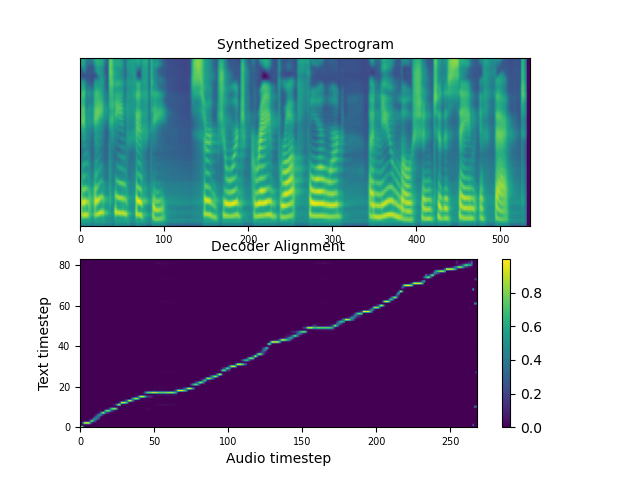 Synthetized Spectrogram
0 100 200 300 400 500
Decoder Alignment
80
60
40
20
0
Text timestep
0 50 100 150 200 250
Audio timestep
0.8
0.6
0.4
0.2
0.0